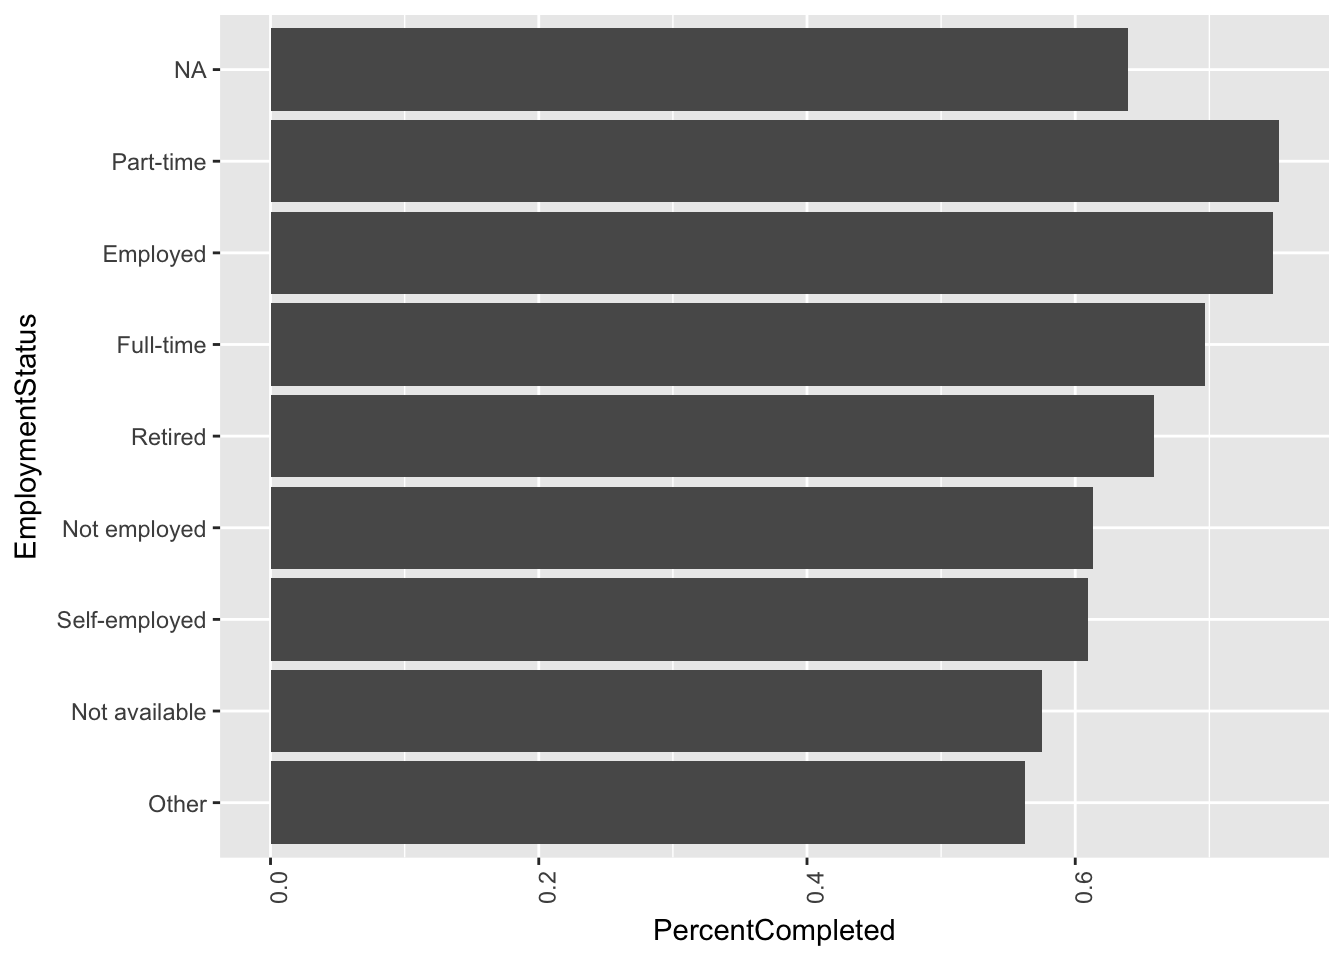 NA
Part-time
Employed
Full-time
Retired
Not employed
Self-employed
Not available
Other
EmploymentStatus
0.0
0.2
0.4
0.6
PercentCompleted